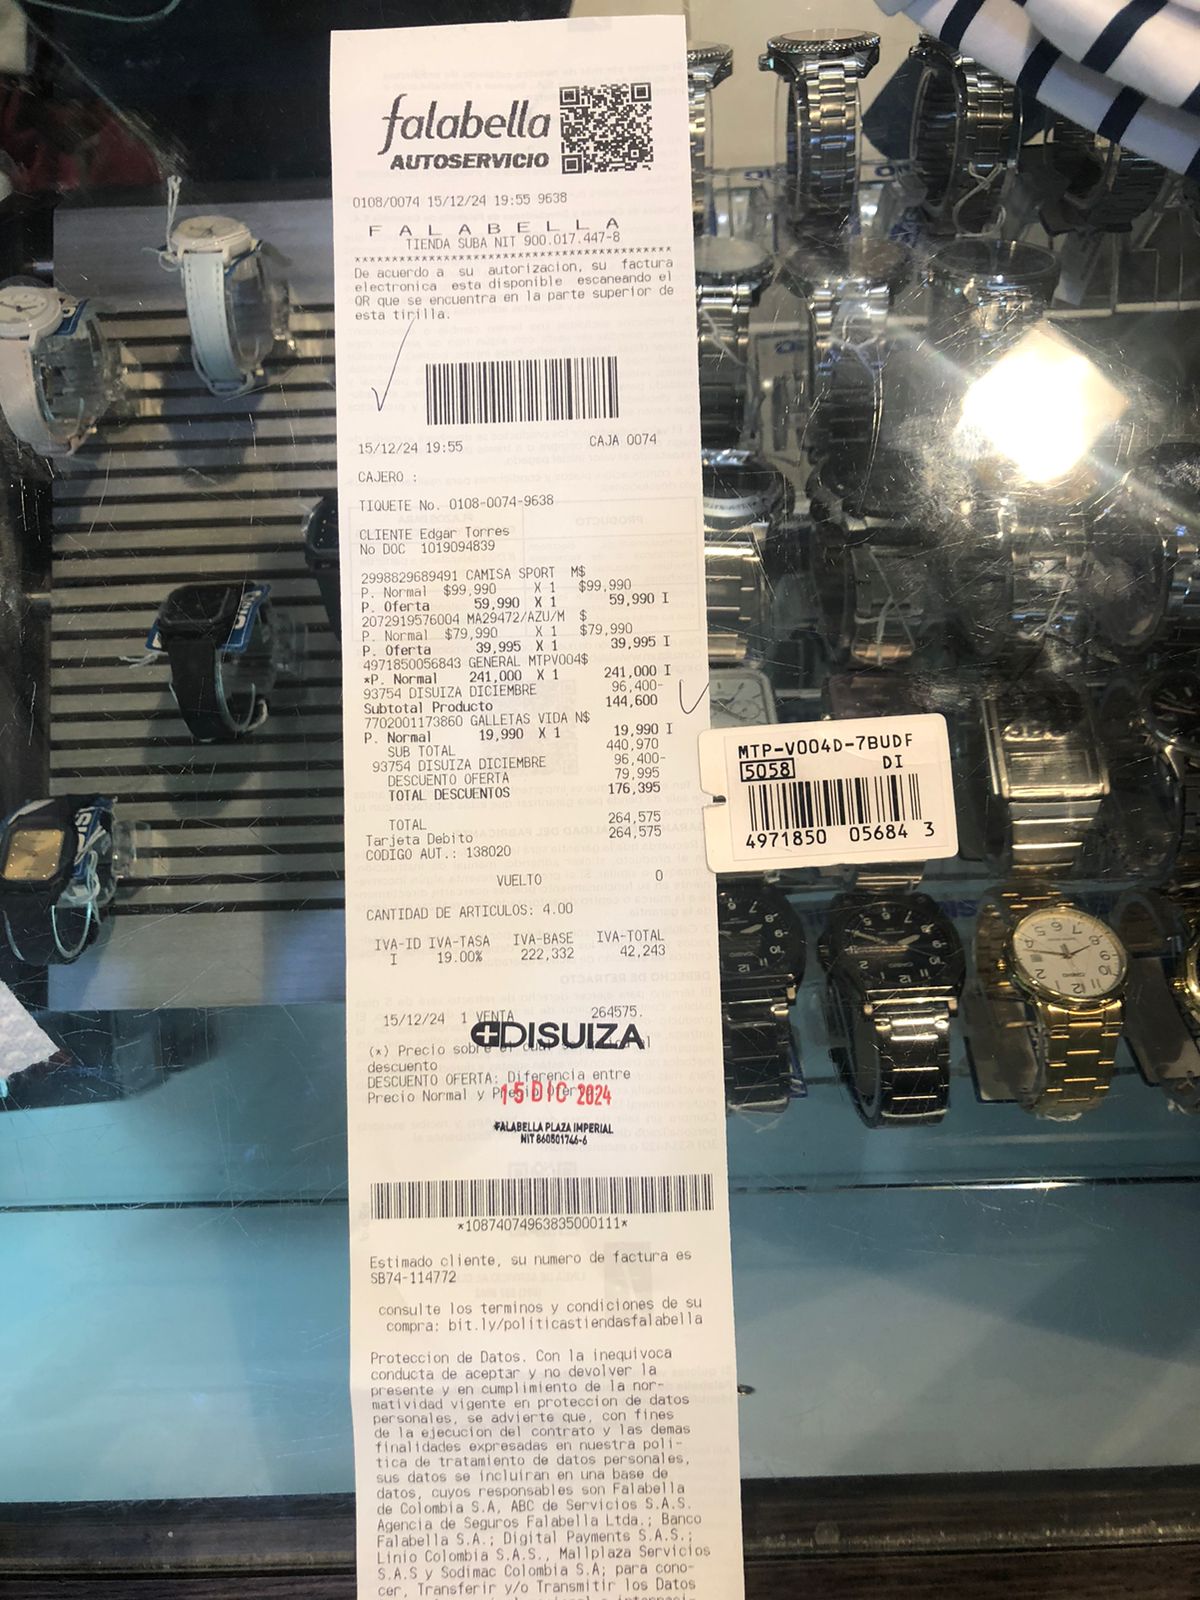 falabella
AUTOSERVICIO
0108/0074 15/12/24 19:55 9638
F A L A B E L L A
TIENDA SUBA NIT 900.017.447-8
****************************************
De acuerdo a su autorizacion, su factura
electronica esta disponible escaneando el
QR que se encuentra en la parte superior de
esta tirilla.
15/12/24 19:55 CAJA 0074
CAJERO :
TIQUETE No. 0108-0074-9638
CLIENTE Edgar Torres
No DOC 1019094839
2998829689491 CAMISA SPORT M$
P. Normal $99,990 X 1 $99,990
P. Oferta 59,990 X 1 59,990 I
2072919576004 MA29472/AZU/M $
P. Normal $79,990 X 1 $79,990
P. Oferta 39,995 X 1 39,995 I
4971850056843 GENERAL MTPV004$
*P. Normal 241,000 X 1 241,000 I
93754 DISUIZA DICIEMBRE 96,400-
Subtotal Producto 144,600
7702001173860 GALLETAS VIDA N$
P. Normal 19,990 X 1 19,990 I
SUB TOTAL 440,970
93754 DISUIZA DICIEMBRE 96,400-
DESCUENTO OFERTA 79,995
TOTAL DESCUENTOS 176,395
TOTAL 264,575
Tarjeta Debito 264,575
CODIGO AUT.: 138020
VUELTO 0
CANTIDAD DE ARTICULOS: 4.00
IVA-ID IVA-TASA IVA-BASE IVA-TOTAL
I 19.00% 222,332 42,243
15/12/24 1 VENTA 264575.
DISUIZA
(*) Precio sobre el cual
descuento
DESCUENTO OFERTA: Diferencia entre
Precio Normal y Precio Oferta
15 DIC 2024
FALABELLA PLAZA IMPERIAL
NIT 860501746-6
*10874074963835000111*
Estimado cliente, su numero de factura es
SB74-114772
consulte los terminos y condiciones de su
compra: bit.ly/politicastiendasfalabella
Proteccion de Datos. Con la inequivoca
conducta de aceptar y no devolver la
presente y en cumplimiento de la nor-
matividad vigente en proteccion de datos
personales, se advierte que, con fines
de la ejecucion del contrato y las demas
finalidades expresadas en nuestra poli-
tica de tratamiento de datos personales,
sus datos se incluiran en una base de
datos, cuyos responsables son Falabella
de Colombia S.A, ABC de Servicios S.A.S.
Agencia de Seguros Falabella Ltda.; Banco
Falabella S.A.; Digital Payments S.A.S.;
Linio Colombia S.A.S., Mallplaza Servicios
S.A.S y Sodimac Colombia S.A; para cono-
cer, Transferir y/o Transmitir los Datos
MTP-V004D-7BUDF
5058 DI
4971850 05684 3